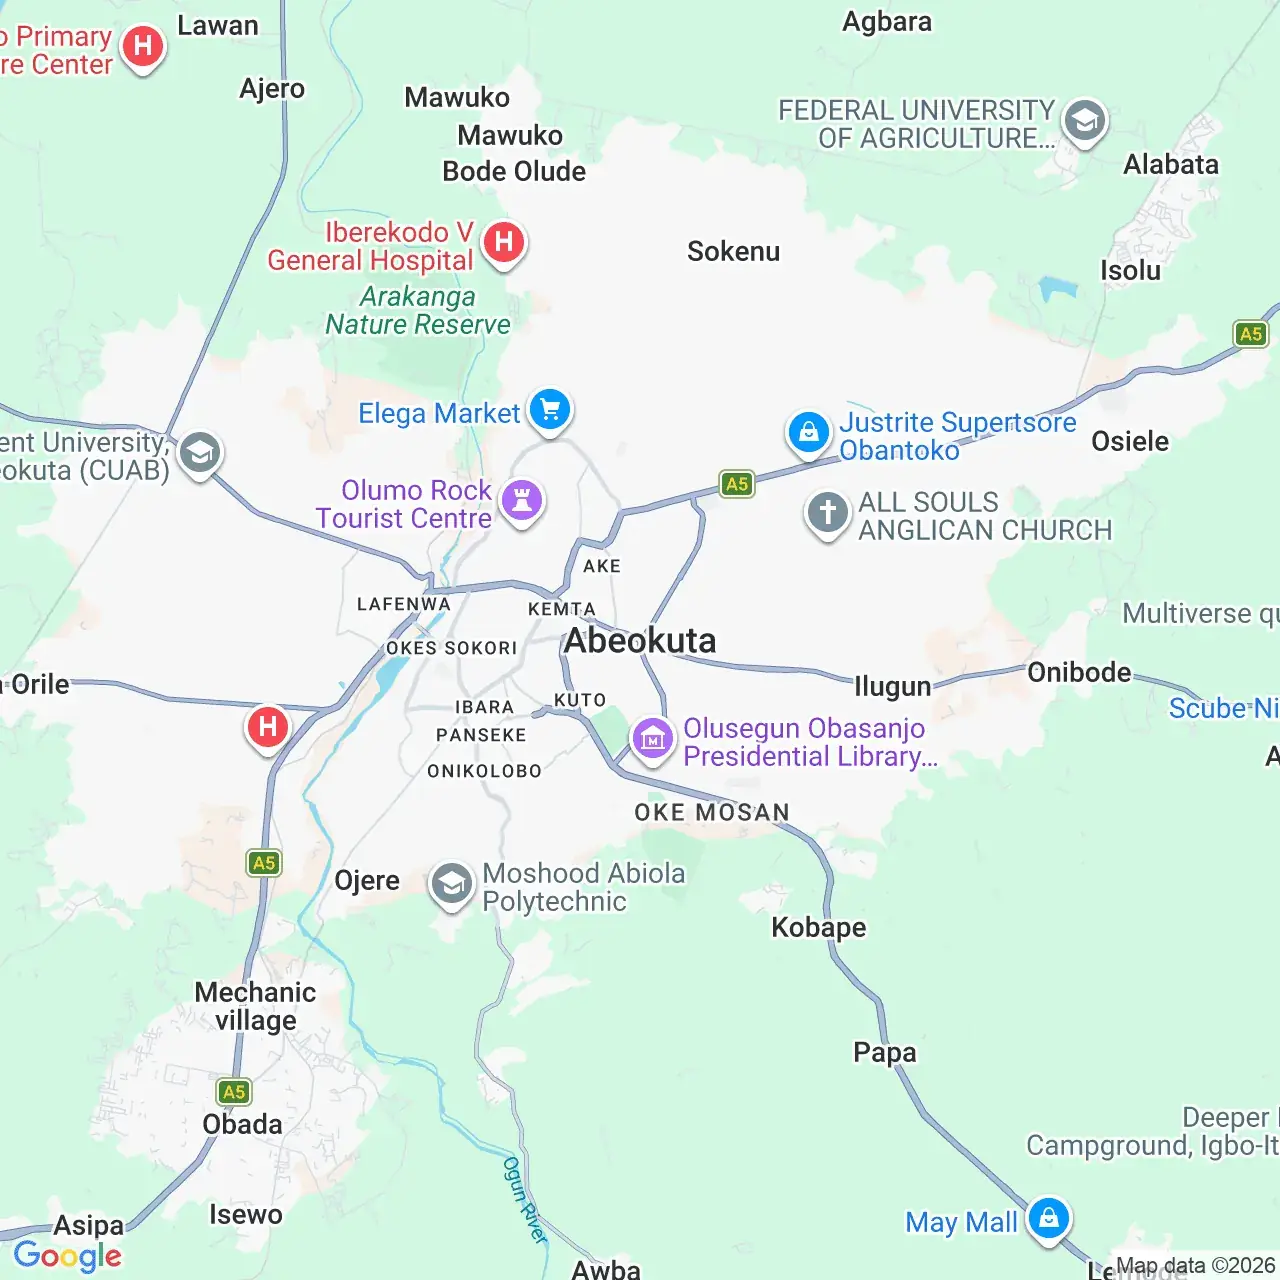 Lawan
Agbara
o Primary
re Center
H
Ajero
Mawuko
FEDERAL UNIVERSITY
OF AGRICULTURE...
Mawuko
Bode Olude
Alabata
Iberekodo V
General Hospital
H
Sokenu
Isolu
Arakanga
Nature Reserve
A5
Elega Market
Justrite Supertsore
Obantoko
ent University,
eokuta (CUAB)
Osiele
A5
Olumo Rock
Tourist Centre
ALL SOULS
ANGLICAN CHURCH
AKE
LAFENWA
KEMTA
Multiverse qu
Abeokuta
OKES SOKORI
Onibode
a Orile
Ilugun
KUTO
IBARA
Scube Ni
H
Olusegun Obasanjo
Presidential Library...
M
PANSEKE
A
ONIKOLOBO
OKE MOSAN
A5
Ojere
Moshood Abiola
Polytechnic
Kobape
Mechanic
village
Papa
A5
Obada
Deeper
Campground, Igbo-It
Ogun River
Isewo
May Mall
Asipa
Google
Awba
Map data ©2026